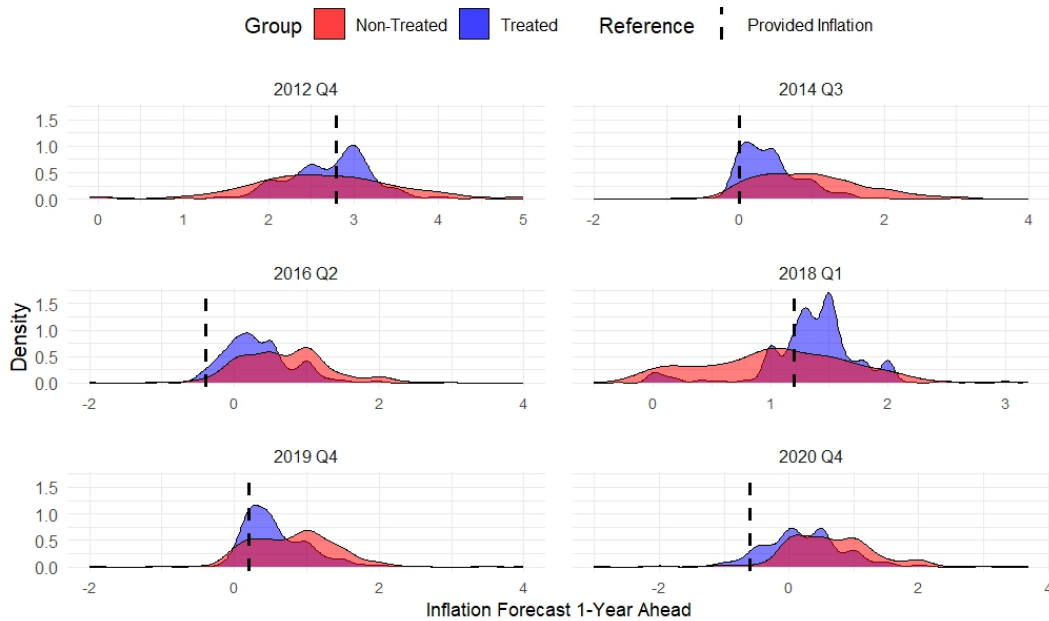 Group Non-Treated Treated Reference Provided Inflation
2012 Q4 2014 Q3
1.5
1.0
0.5
0.0
0 1 2 3 4 5 -2 0 2 4
2016 Q2 2018 Q1
1.5
1.0
0.5
0.0
-2 0 2 4 0 1 2 3
2019 Q4 2020 Q4
1.5
1.0
0.5
0.0
-2 0 2 4 -2 0 2 4
Density
Inflation Forecast 1-Year Ahead